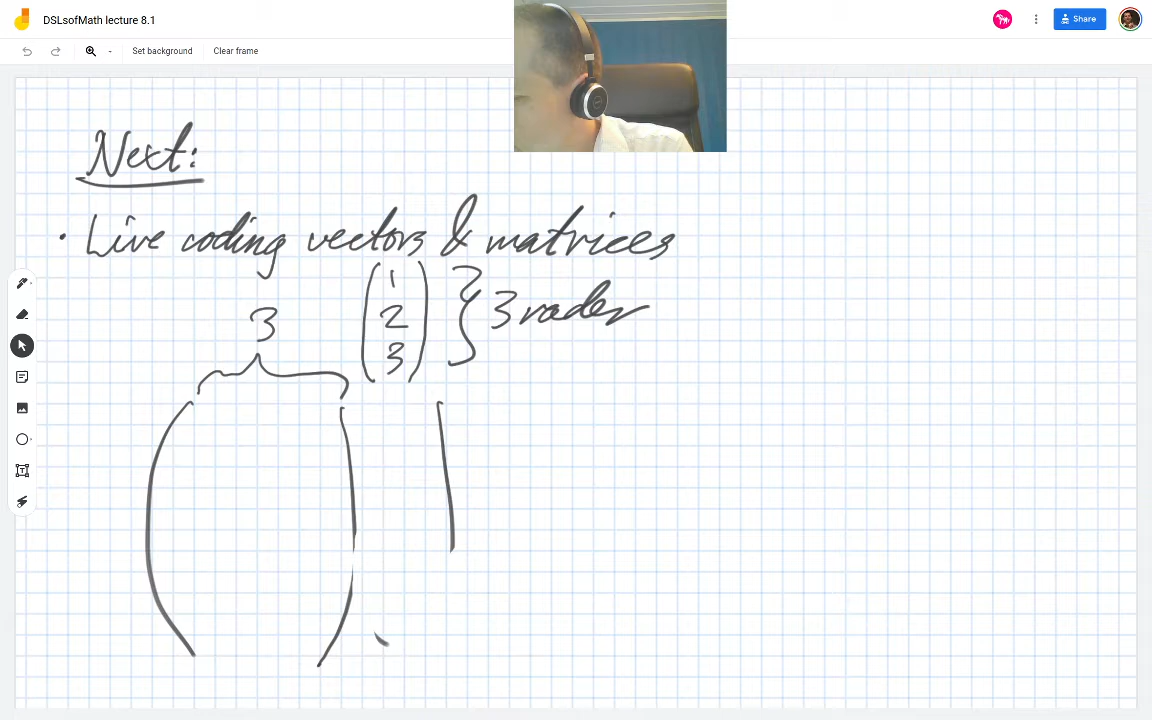 DSLsofMath lecture 8.1
Share
Set background
Clear frame
Next:
· Live coding vectors & matrices
3
1
2
3
3 rader